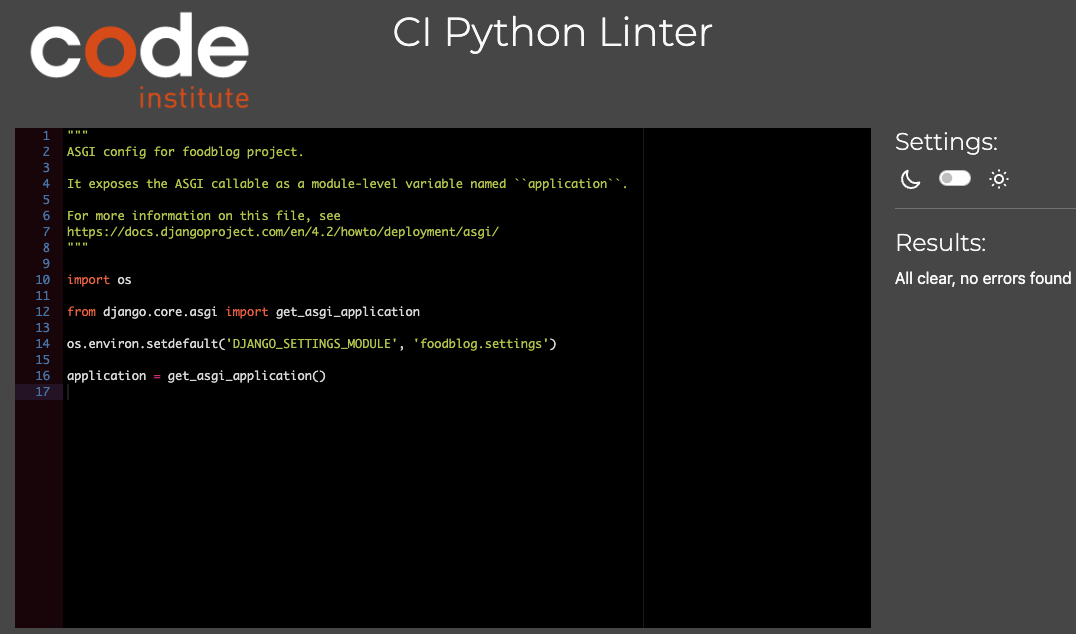 code
institute
CI Python Linter
1 """
2 ASGI config for foodblog project.
3
4 It exposes the ASGI callable as a module-level variable named ``application``.
5
6 For more information on this file, see
7 https://docs.djangoproject.com/en/4.2/howto/deployment/asgi/
8 """
9
10 import os
11
12 from django.core.asgi import get_asgi_application
13
14 os.environ.setdefault('DJANGO_SETTINGS_MODULE', 'foodblog.settings')
15
16 application = get_asgi_application()
17
Settings:
Results:
All clear, no errors found